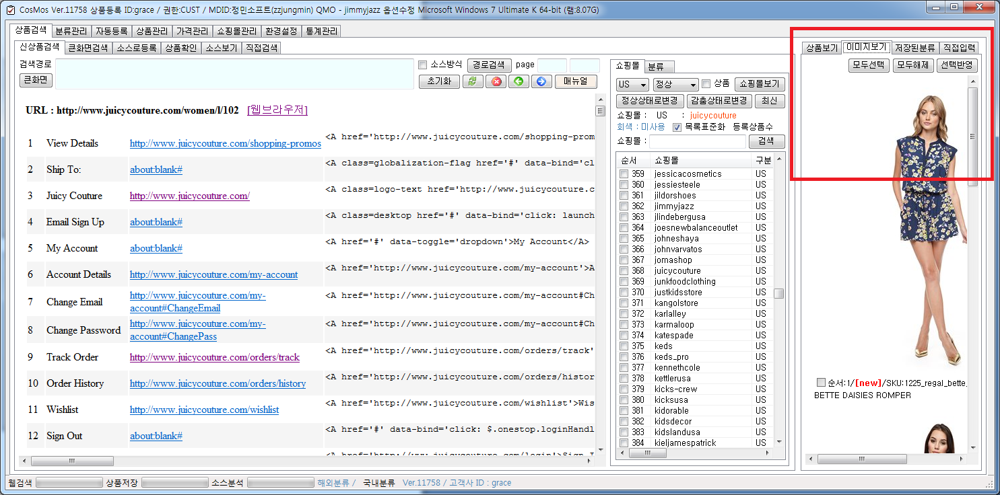 CosMos Ver.11758 상품등록 ID:grace / 권한:CUST / MDID:정민소프트(zzjungmin) QMO - jimmyjazz 옵션수정 Microsoft Windows 7 Ultimate K 64-bit (램:8.07G)
상품검색 분류관리 자동등록 상품관리 가격관리 쇼핑몰관리 환경설정 통계관리
신상품검색 큰화면검색 소스로등록 상품확인 소스보기 직접검색
검색경로 소스방식 경로검색 page
큰화면 초기화 매뉴얼
URL : http://www.juicycouture.com/women/l/102 [웹브라우저]
1 View Details http://www.juicycouture.com/shopping-promos <A href='http://www.juicycouture.com/shopping-prom
2 Ship To: about:blank# <A class=globalization-flag href='#' data-bind='cl
3 Juicy Couture http://www.juicycouture.com/ <A class=logo-text href='http://www.juicycouture.c
4 Email Sign Up about:blank# <A class=desktop href='#' data-bind='click: launch
5 My Account about:blank# <A href='#' data-toggle='dropdown'>My Account</A>
6 Account Details http://www.juicycouture.com/my-account <A href='http://www.juicycouture.com/my-account'>A
7 Change Email http://www.juicycouture.com/my-account#ChangeEmail <A href='http://www.juicycouture.com/my-account#Ch
8 Change Password http://www.juicycouture.com/my-account#ChangePass <A href='http://www.juicycouture.com/my-account#Ch
9 Track Order http://www.juicycouture.com/orders/track <A href='http://www.juicycouture.com/orders/track'
10 Order History http://www.juicycouture.com/orders/history <A href='http://www.juicycouture.com/orders/histor
11 Wishlist http://www.juicycouture.com/wishlist <A href='http://www.juicycouture.com/wishlist'>Wis
12 Sign Out about:blank# <A href='#' data-bind='click: $.onestop.loginHandl
쇼핑몰 분류
US 정상 상품 쇼핑몰보기
정상상태로변경 감춤상태로변경 최신
쇼핑몰 : US : juicycouture
회색 : 미사용 목록표준화 등록상품수
쇼핑몰 : 검색
순서 쇼핑몰 구분
359 jessicacosmetics US
360 jessiesteele US
361 jildorshoes US
362 jimmyjazz US
363 jlindebergusa US
364 joesnewbalanceoutlet US
365 johneshaya US
366 johnvarvatos US
367 jomashop US
368 juicycouture US
369 junkfoodclothing US
370 justkidsstore US
371 kangolstore US
372 karlalley US
373 karmaloop US
374 katespade US
375 keds US
376 keds_pro US
377 kennethcole US
378 kettlerusa US
379 kicks-crew US
380 kicksusa US
381 kidorable US
382 kidsdecor US
383 kidslandusa US
384 kieljamespatrick US
상품보기 이미지보기 저장된분류 직접입력
모두선택 모두해제 선택반영
순서:1/[new]/SKU:1225_regal_bette_
BETTE DAISIES ROMPER
웹검색 상품저장 소스분석 해외분류 / 국내분류 Ver.11758 / 고객사 ID : grace